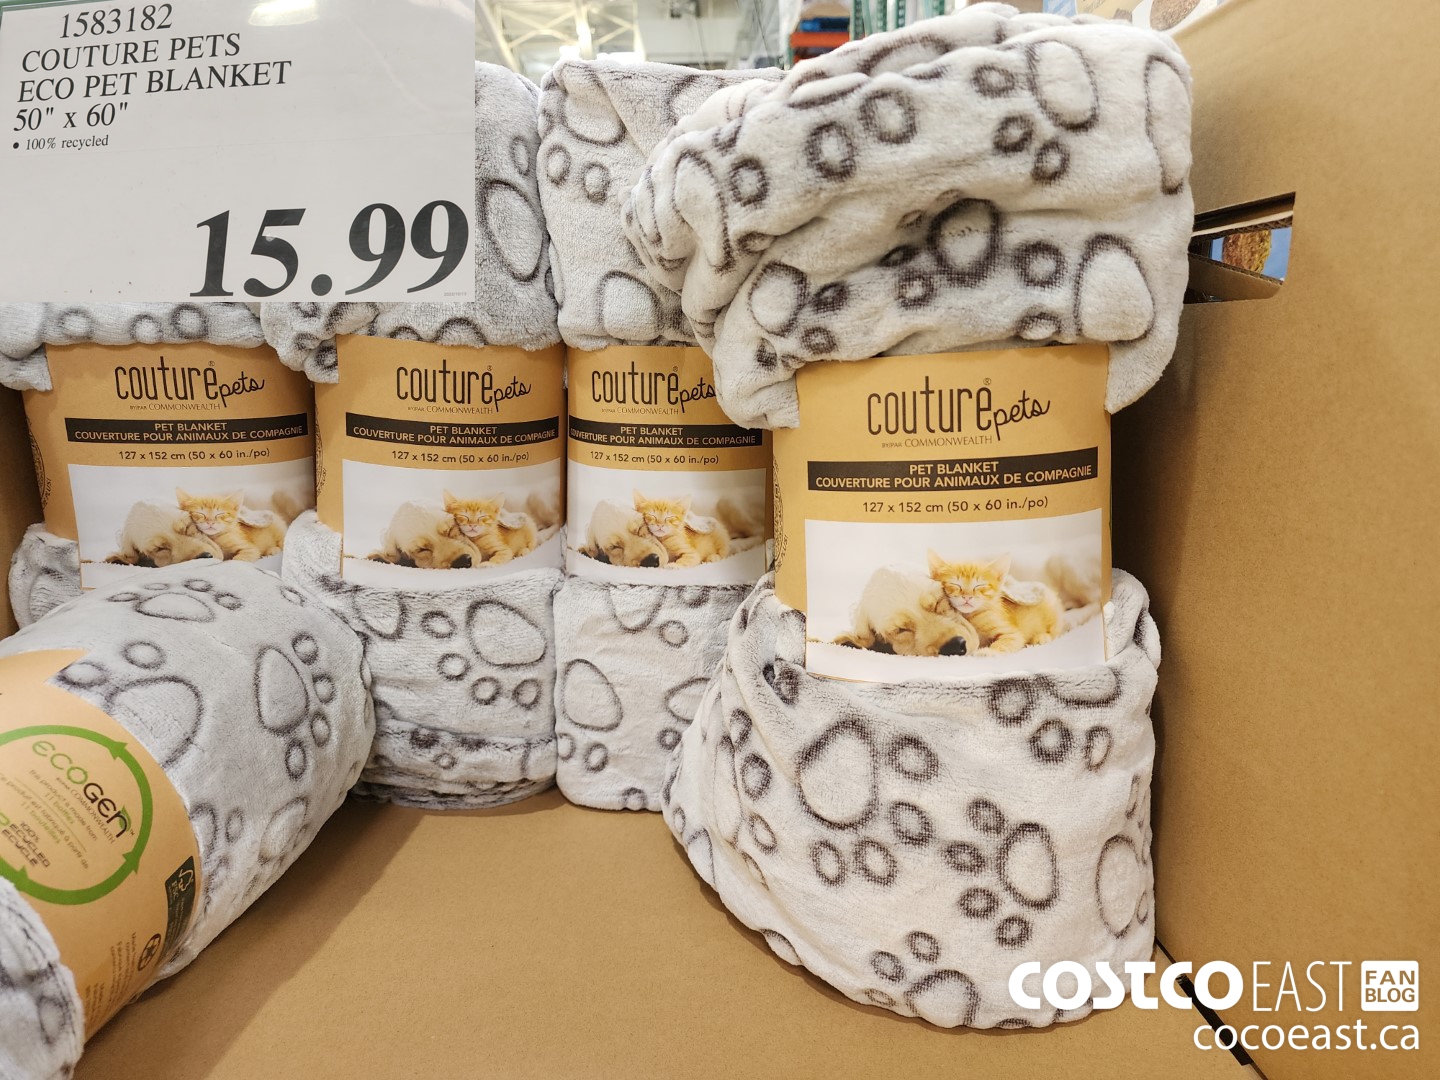 1583182
COUTURE PETS
ECO PET BLANKET
50" x 60"
• 100% recycled
15.99
couture® pets
COMMONWEALTH
PET BLANKET
COUVERTURE POUR ANIMAUX DE COMPAGNIE
127 x 152 cm (50 x 60 in./po)
couture® pets
COMMONWEALTH
PET BLANKET
COUVERTURE POUR ANIMAUX DE COMPAGNIE
127 x 152 cm (50 x 60 in./po)
couture® pets
COMMONWEALTH
PET BLANKET
COUVERTURE POUR ANIMAUX DE COMPAGNIE
127 x 152 cm (50 x 60 in./po)
couture® pets
COMMONWEALTH
PET BLANKET
COUVERTURE POUR ANIMAUX DE COMPAGNIE
127 x 152 cm (50 x 60 in./po)
ECOGEN
100%
RECYCLED
RECYCLÉ
COSTCO EAST FAN BLOG
cocoeast.ca